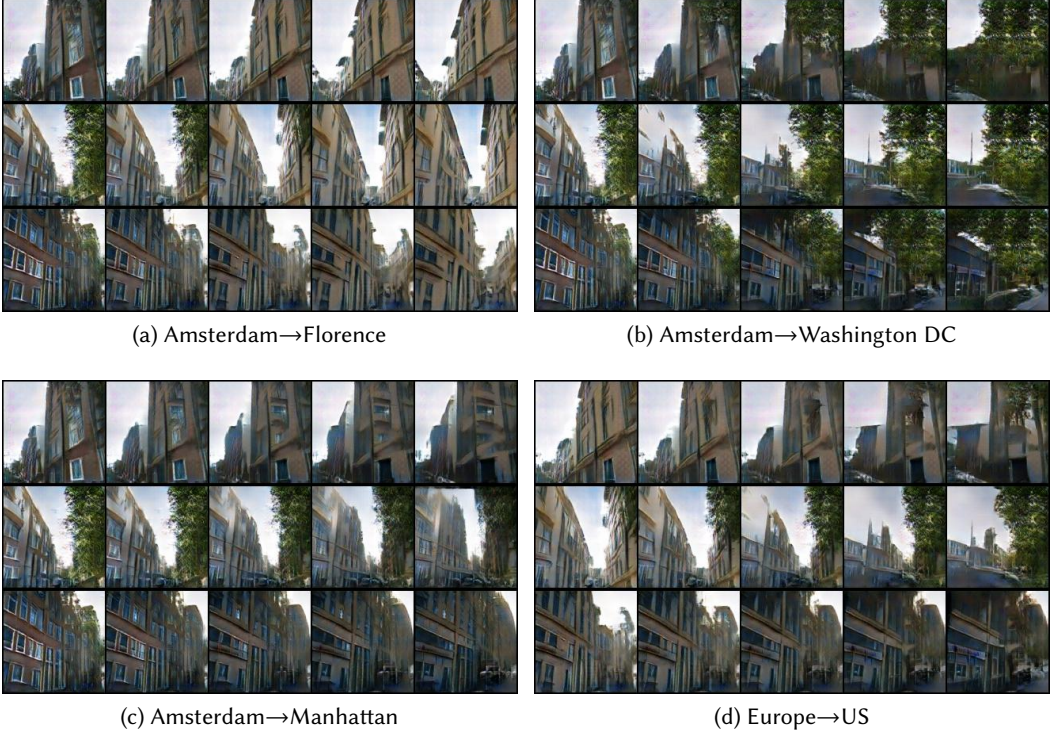 (a) Amsterdam→Florence
(b) Amsterdam→Washington DC
(c) Amsterdam→Manhattan
(d) Europe→US